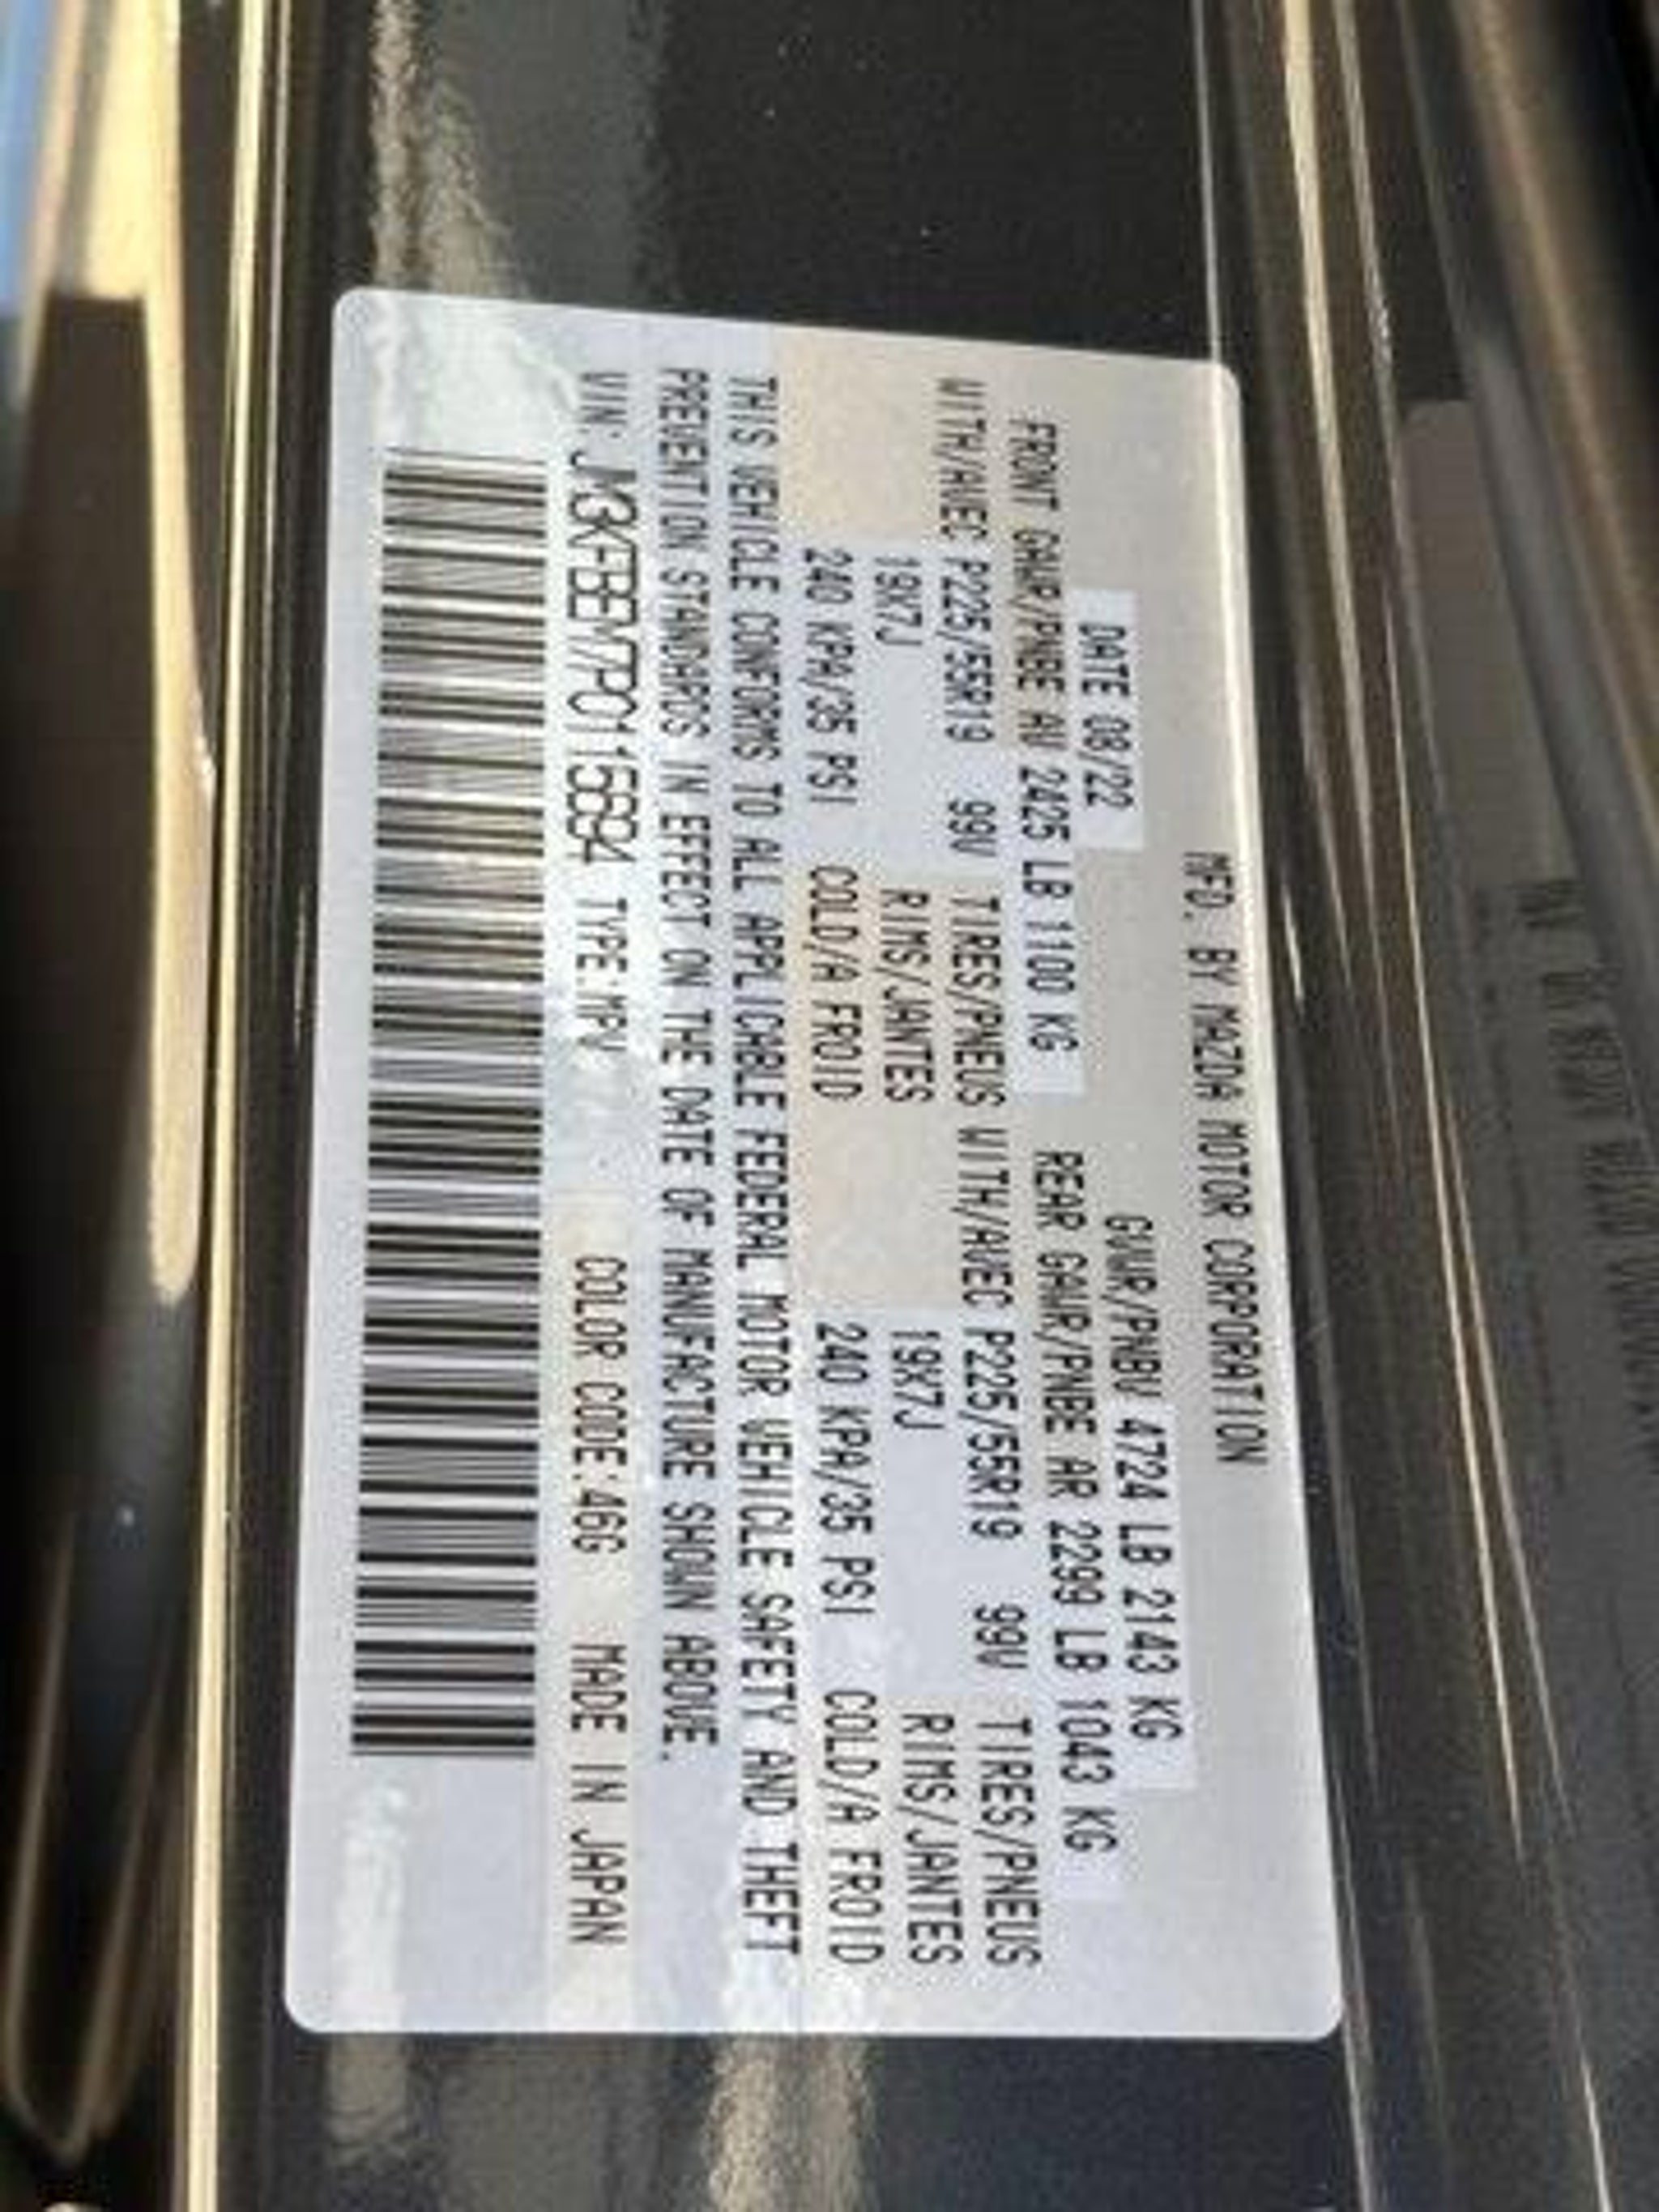 MFD. BY MAZDA MOTOR CORPORATION
DATE 08/22 GVWR/PNBV 4724 LB 2143 KG
FRONT GAWR/PNBE AV 2425 LB 1100 KG REAR GAWR/PNBE AR 2299 LB 1043 KG
WITH/AVEC P225/55R19 99V TIRES/PNEUS WITH/AVEC P225/55R19 99V TIRES/PNEUS
19X7J RIMS/JANTES 19X7J RIMS/JANTES
240 KPA/35 PSI COLD/A FROID 240 KPA/35 PSI COLD/A FROID
THIS VEHICLE CONFORMS TO ALL APPLICABLE FEDERAL MOTOR VEHICLE SAFETY AND THEFT
PREVENTION STANDARDS IN EFFECT ON THE DATE OF MANUFACTURE SHOWN ABOVE.
VIN: JM3KFBEM7P0115694 TYPE:MPV COLOR CODE:46G MADE IN JAPAN